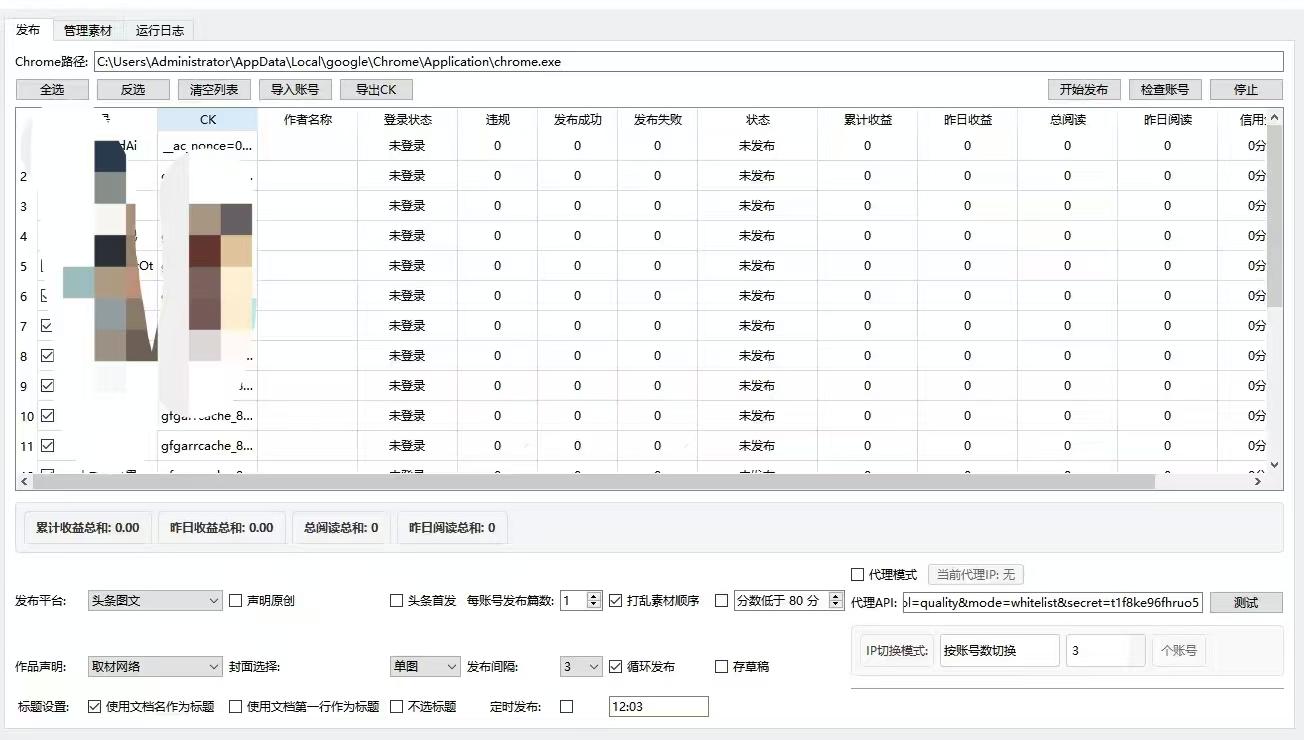 发布 管理素材 运行日志
Chrome路径: C:\Users\Administrator\AppData\Local\google\Chrome\Application\chrome.exe
全选 反选 清空列表 导入账号 导出CK 开始发布 检查账号 停止
CK 作者名称 登录状态 违规 发布成功 发布失败 状态 累计收益 昨日收益 总阅读 昨日阅读 信用
dAi __ac_nonce=0... 未登录 0 0 0 未发布 0 0 0 0 0分
2 未登录 0 0 0 未发布 0 0 0 0 0分
3 未登录 0 0 0 未发布 0 0 0 0 0分
4 未登录 0 0 0 未发布 0 0 0 0 0分
5 Ot 未登录 0 0 0 未发布 0 0 0 0 0分
6 未登录 0 0 0 未发布 0 0 0 0 0分
7 未登录 0 0 0 未发布 0 0 0 0 0分
8 ... 未登录 0 0 0 未发布 0 0 0 0 0分
9 ... 未登录 0 0 0 未发布 0 0 0 0 0分
10 gfgarrcache_8... 未登录 0 0 0 未发布 0 0 0 0 0分
11 gfgarrcache_8... 未登录 0 0 0 未发布 0 0 0 0 0分
累计收益总和: 0.00 昨日收益总和: 0.00 总阅读总和: 0 昨日阅读总和: 0
代理模式 当前代理IP: 无
发布平台: 头条图文 声明原创 头条首发 每账号发布篇数: 1 打乱素材顺序 分数低于 80 分 代理API: ol=quality&mode=whitelist&secret=t1f8ke96fhruo5 测试
IP切换模式: 按账号数切换 3 个账号
作品声明: 取材网络 封面选择: 单图 发布间隔: 3 循环发布 存草稿
标题设置: 使用文档名作为标题 使用文档第一行作为标题 不选标题 定时发布: 12:03